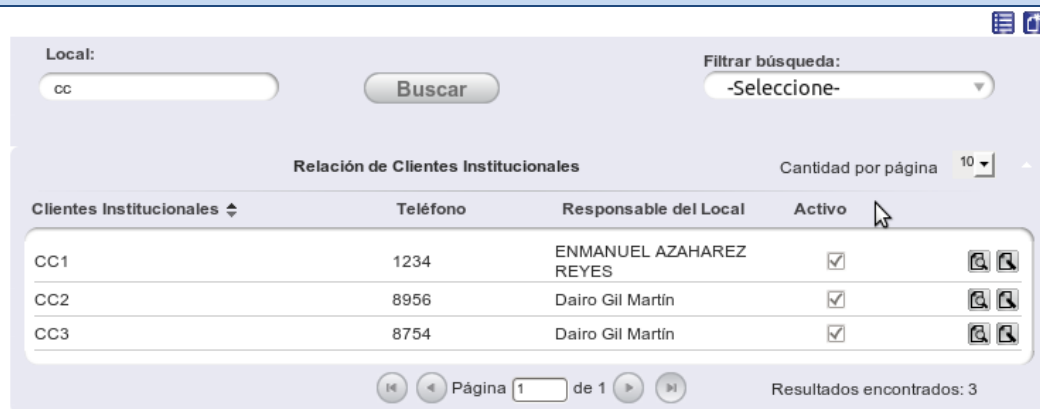 Local:
Filtrar búsqueda:
cc
Buscar
-Seleccione-
Relación de Clientes Institucionales
Cantidad por página 10
Clientes Institucionales Teléfono Responsable del Local Activo
CC1 1234 ENMANUEL AZAHAREZ
REYES
CC2 8956 Dairo Gil Martín
CC3 8754 Dairo Gil Martín
Página 1 de 1 Resultados encontrados: 3